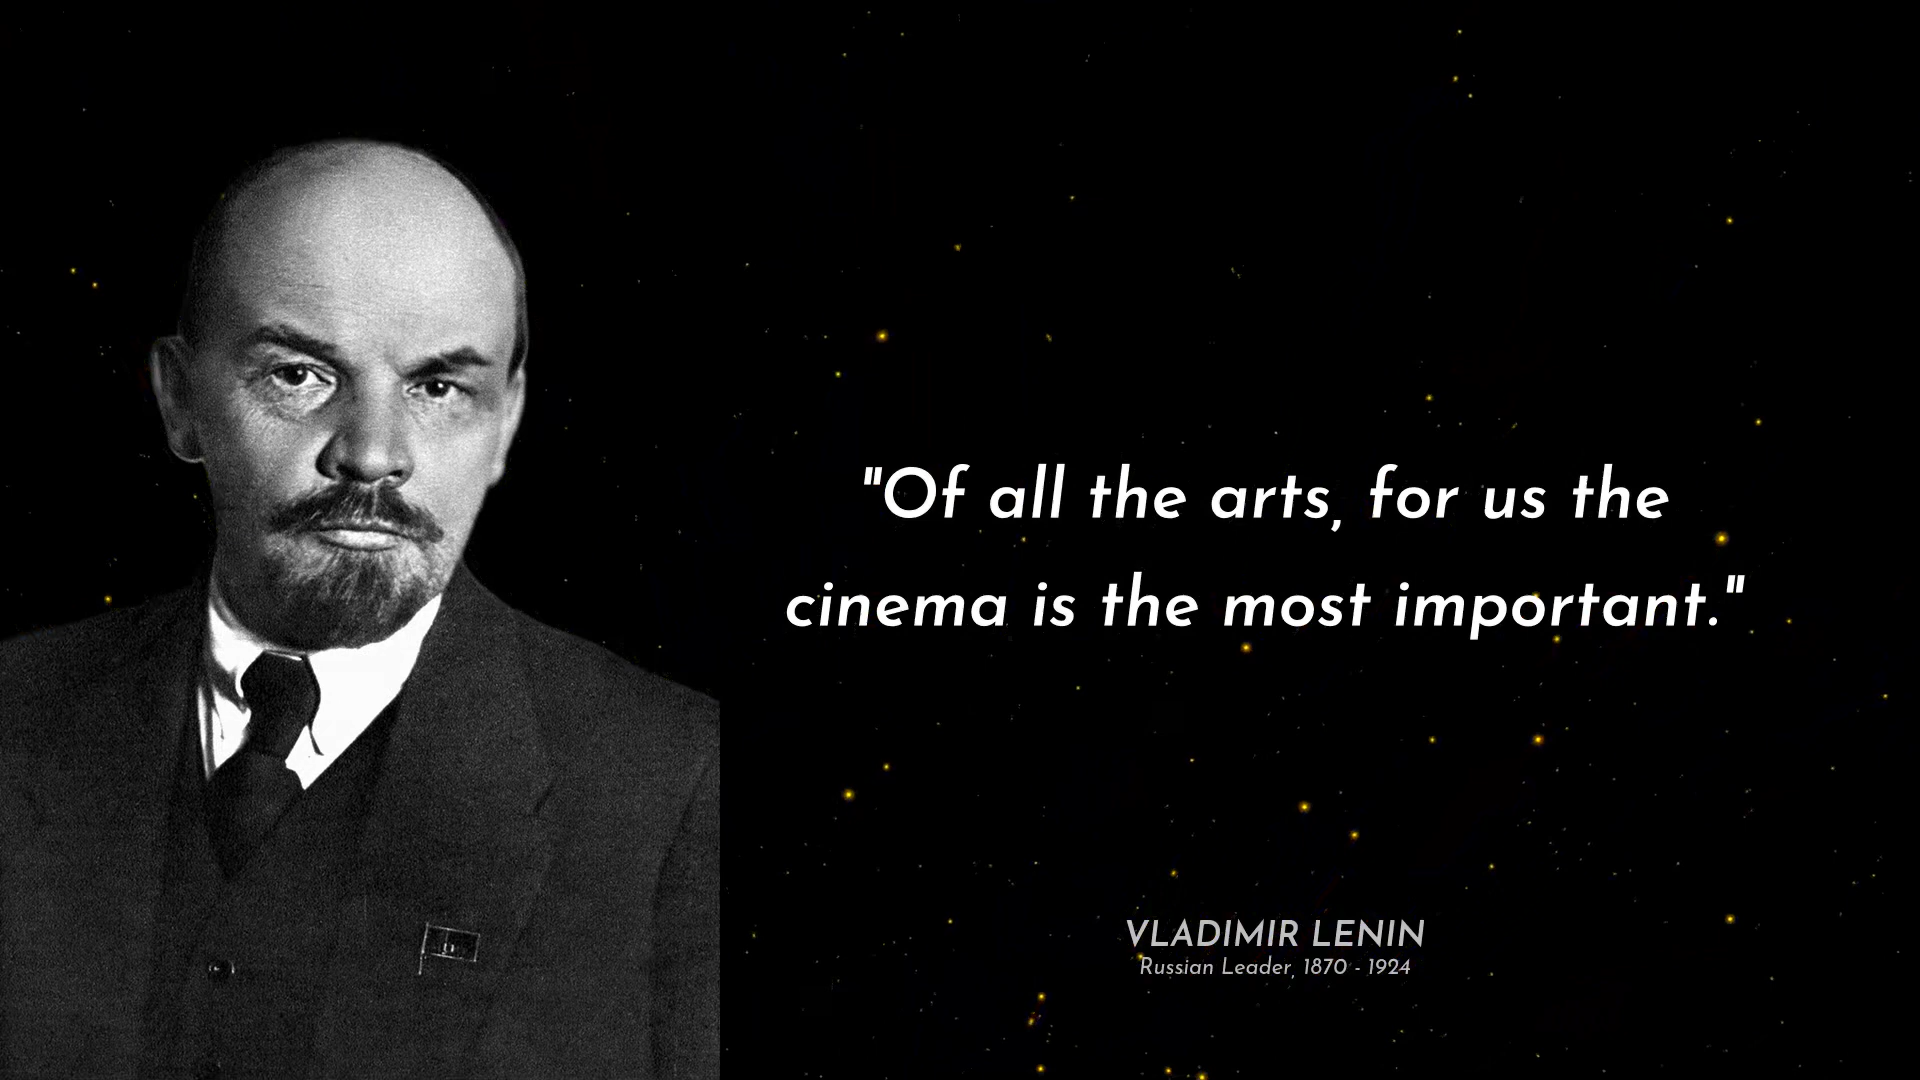 "Of all the arts, for us the
cinema is the most important."
VLADIMIR LENIN
Russian Leader, 1870 - 1924